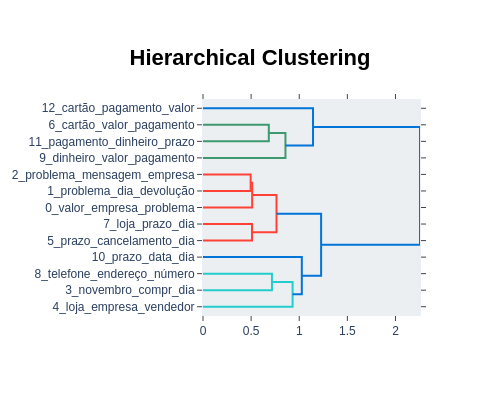 Hierarchical Clustering
12_cartão_pagamento_valor
6_cartão_valor_pagamento
11_pagamento_dinheiro_prazo
9_dinheiro_valor_pagamento
2_problema_mensagem_empresa
1_problema_dia_devolução
0_valor_empresa_problema
7_loja_prazo_dia
5_prazo_cancelamento_dia
10_prazo_data_dia
8_telefone_endereço_número
3_novembro_compr_dia
4_loja_empresa_vendedor
0 0.5 1 1.5 2